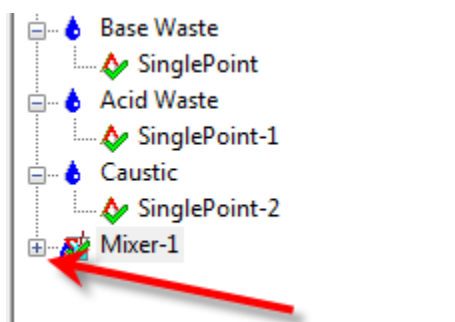 Base Waste
SinglePoint
Acid Waste
SinglePoint-1
Caustic
SinglePoint-2
Mixer-1